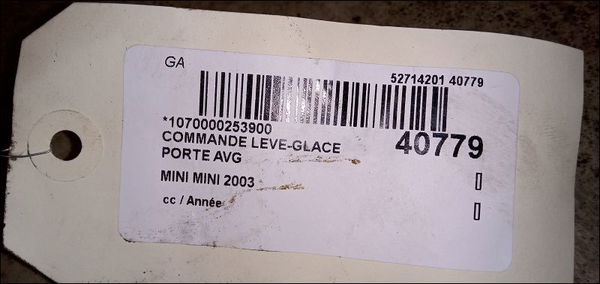 GA
52714201 40779
*1070000253900
COMMANDE LEVE-GLACE
PORTE AVG
40779
MINI MINI 2003
cc / Année